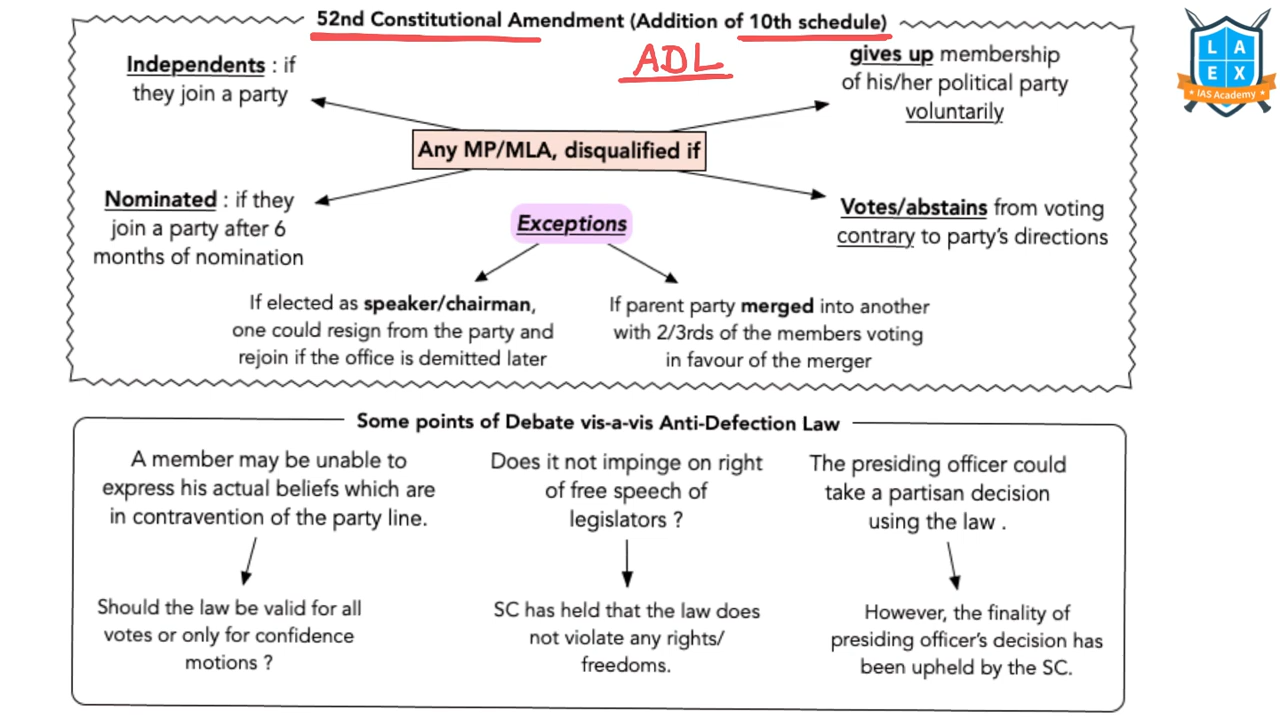 52nd Constitutional Amendment (Addition of 10th schedule)
ADL
Independents : if
they join a party
gives up membership
of his/her political party
voluntarily
Any MP/MLA, disqualified if
Nominated : if they
join a party after 6
months of nomination
Votes/abstains from voting
contrary to party's directions
Exceptions
If elected as speaker/chairman,
one could resign from the party and
rejoin if the office is demitted later
If parent party merged into another
with 2/3rds of the members voting
in favour of the merger
Some points of Debate vis-a-vis Anti-Defection Law
A member may be unable to
express his actual beliefs which are
in contravention of the party line.
Does it not impinge on right
of free speech of
legislators ?
The presiding officer could
take a partisan decision
using the law .
Should the law be valid for all
votes or only for confidence
motions ?
SC has held that the law does
not violate any rights/
freedoms.
However, the finality of
presiding officer's decision has
been upheld by the SC.
L A
E X
IAS Academy